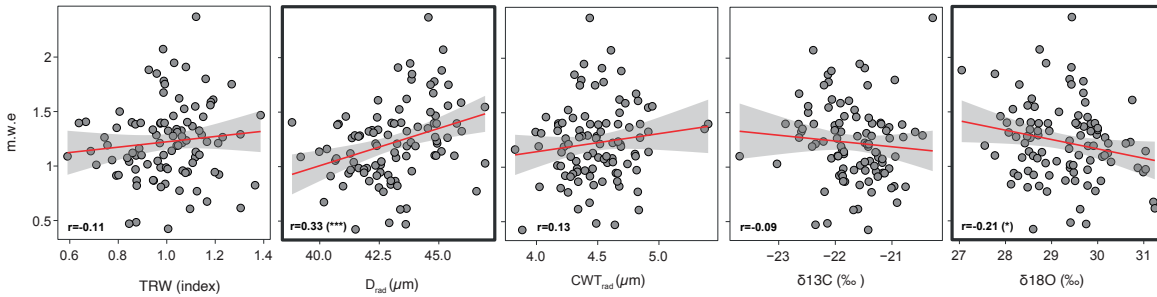 m.w.e
2
1.5
1
0.5
r=-0.11
0.6 0.8 1.0 1.2 1.4
TRW (index)
r=0.33 (***)
40.0 42.5 45.0
D_rad (µm)
r=0.13
4.0 4.5 5.0
CWT_rad (µm)
r=-0.09
−23 −22 −21
δ13C (‰ )
r=-0.21 (*)
27 28 29 30 31
δ18O (‰)